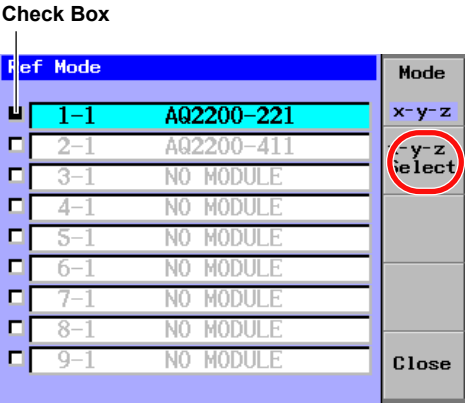 Check Box
Ref Mode
1-1 AQ2200-221
2-1 AQ2200-411
3-1 NO MODULE
4-1 NO MODULE
5-1 NO MODULE
6-1 NO MODULE
7-1 NO MODULE
8-1 NO MODULE
9-1 NO MODULE
Mode
x-y-z
x-y-z
Select
Close